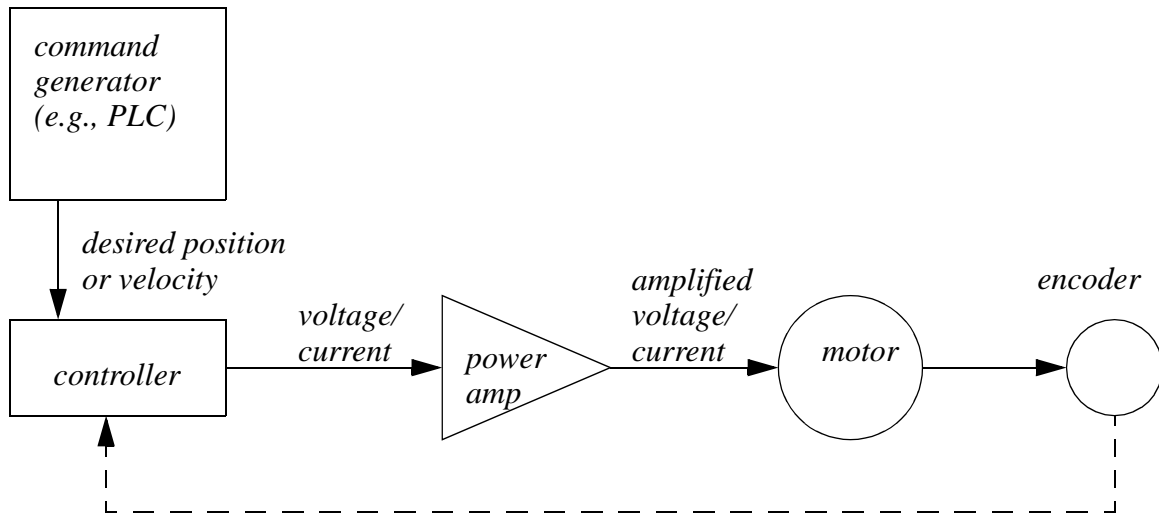 command
generator
(e.g., PLC)
desired position
or velocity
controller
voltage/
current
power
amp
amplified
voltage/
current
motor
encoder